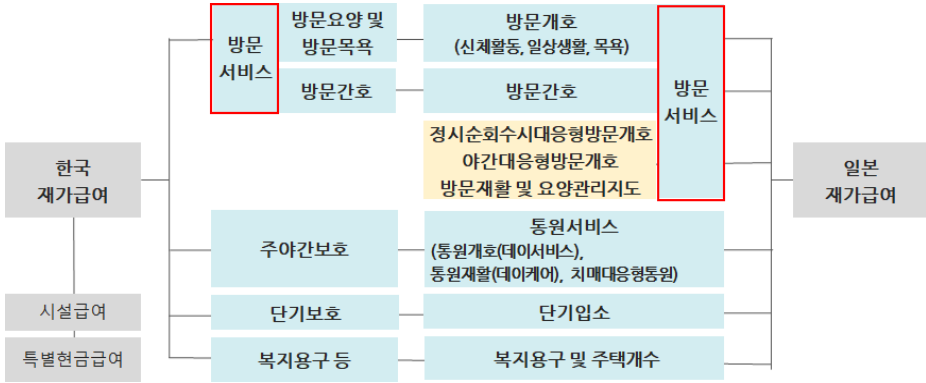 방문
서비스
방문요양 및
방문목욕
방문개호
(신체활동, 일상생활, 목욕)
방문간호
방문간호
방문
서비스
정시순회수시대응형방문개호
야간대응형방문개호
방문재활 및 요양관리지도
한국
재가급여
일본
재가급여
주야간보호
통원서비스
(통원개호(데이서비스),
통원재활(데이케어), 치매대응형통원)
시설급여
단기보호
단기입소
특별현금급여
복지용구 등
복지용구 및 주택개수